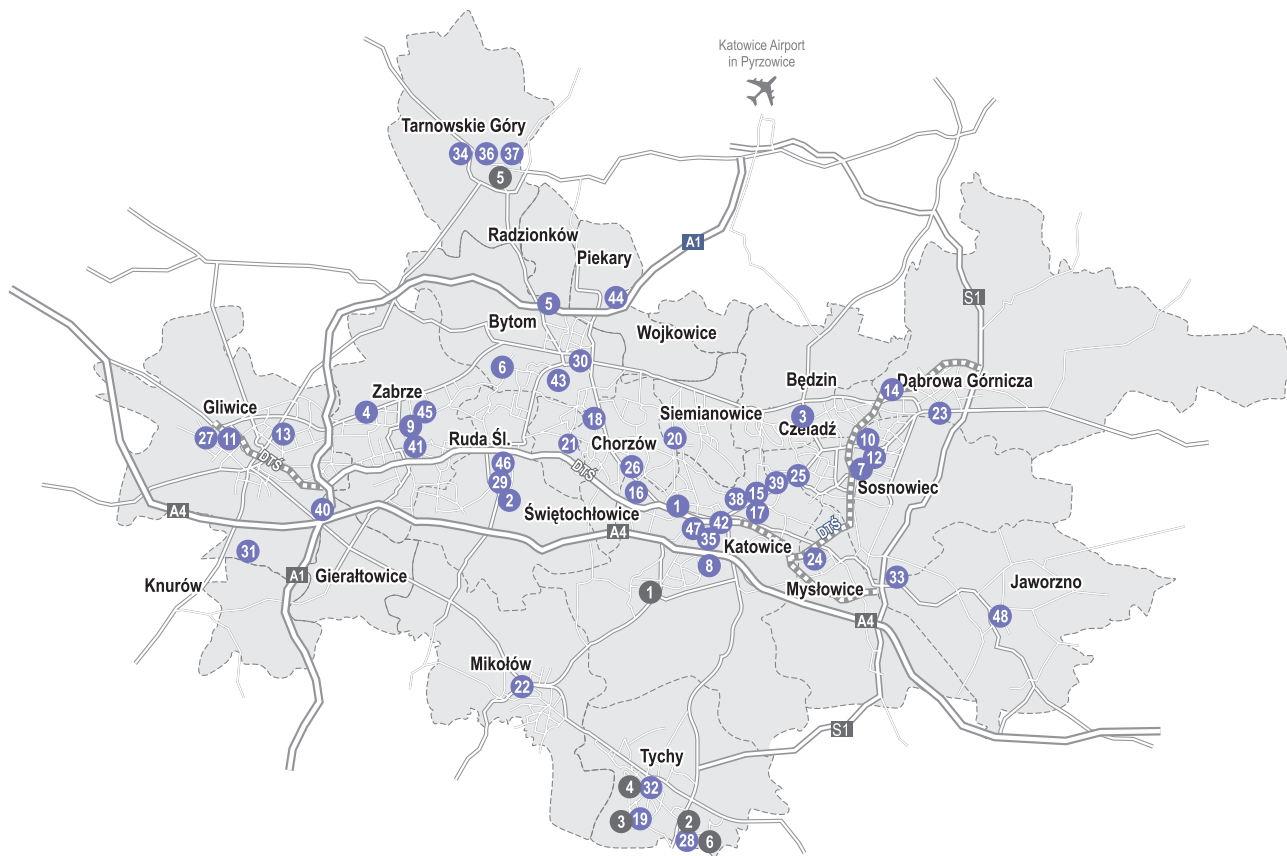 Katowice Airport
in Pyrzowice
Tarnowskie Góry
34 36 37
5
Radzionków
Piekary
A1
44
5
S1
Bytom
Wojkowice
30
6
43
Będzin
Dąbrowa Górnicza
14
Zabrze
Gliwice
4
45
9
18
Siemianowice
3
23
Czeladź
27 11
13
41
Ruda Śl.
21
Chorzów
20
10
12
7
DTŚ
46
DTŚ
26
29
2
16
25
39
15
38
Sosnowiec
40
A4
Świętochłowice
1
17
A4
47
42
35
Katowice
DTŚ
31
8
24
A1
Gierałtowice
Knurów
1
Mysłowice
33
Jaworzno
48
A4
Mikołów
22
S1
Tychy
4 32
3 19
2
28
6